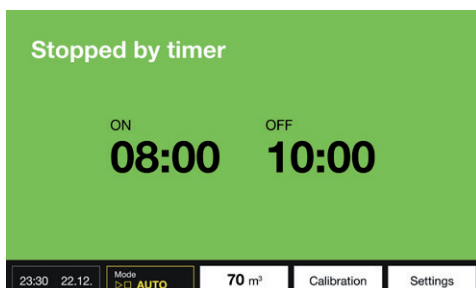 Stopped by timer
ON OFF
08:00 10:00
23:30 22.12. Mode AUTO 70 m³ Calibration Settings